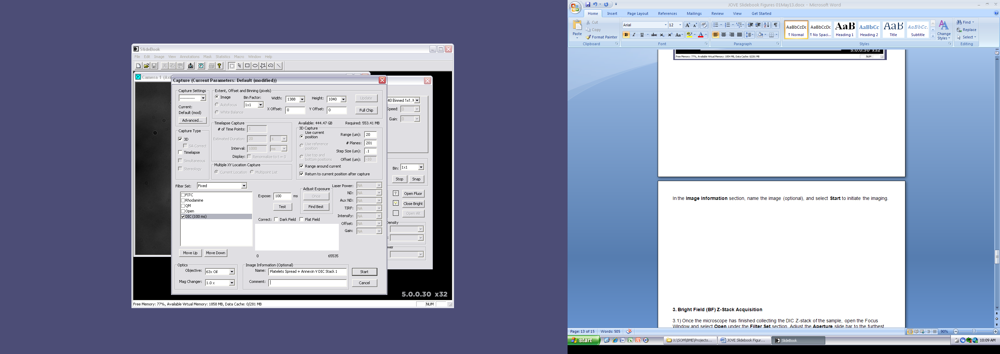 SlideBook
File Edit Image View Annotations Mask Statistics Macro Window Help
Camera 1 (Axi
Capture (Current Parameters: Default (modified))
Capture Settings
-----------
Current:
Default (mod)
Advanced...
Extent, Offset and Binning (pixels)
Image
Autofocus
White Balance
Bin Factor:
1x1
Width: 1388
Height: 1040
X Offset: 0
Y Offset: 0
Update
Full Chip
Capture Type
3D
SA Correct
Timelapse
Simultaneous
Stereology
Timelapse Capture
# of Time Points: 1
Estimated Duration: 20 s
Interval: 1000 ms
Display: Renormalize to t = 0
Multiple XY Location Capture
Current Location Multipoint List
Available: 444.47 GB Required: 553.41 MB
3D Capture
Use current
position
Use reference
position
Use top and
bottom positions
Range (um): 20
# Planes: 201
Step Size (um): .1
Offset (um): -10
Range around current
Return to current position after capture
Filter Set: Fixed
FITC
Rhodamine
QM
Open
DIC (100 ms)
Move Up Move Down
Expose: 100 ms
Test
Adjust Exposure
Once
Find Best
Correct: Dark Field Flat Field
0 65535
Laser Power: NA
ND: NA
Aux ND: NA
TIRF: NA
Intensify: NA
Offset: NA
Gain: NA
Optics
Objective: 63x Oil
Mag Changer: 1.0 x
Image Information (Optional)
Name: Platelets Spread + Annexin V DIC Stack 1
Comment:
Start
Cancel
40 Binned 1x1, M
Speed: 0
Gain: 0
Bin: 1x1
Stop Snap
Open Fluor
Close Bright
Open Alt
Density
wer
5.0.0.30 x32
Free Memory: 77%, Available Virtual Memory: 1858 MB, Data Cache: 0/281 MB
NUM
JOVE Slidebook Figures 01May13.docx - Microsoft Word
Home Insert Page Layout References Mailings Review View Get Started
Paste
Cut
Copy
Format Painter
Clipboard
Arial 12
Font
Paragraph
AaBbCcDc AaBbCcDc AaB AaBbCc AaB AaBbCc.
¶ Normal ¶ No Spaci... Heading 1 Heading 2 Title Subtitle
Change
Styles
Styles
Find
Replace
Select
Editing
5.0.0.30 x32
Free Memory: 77%, Available Virtual Memory: 1854 MB, Data Cache: 0/281 MB
NUM
In the Image Information section, name the image (optional), and select Start to initiate the imaging.
3. Bright Field (BF) Z-Stack Acquisition
3.1) Once the microscope has finished collecting the DIC Z-stack of the sample, open the Focus
Window and select Open under the Filter Set section. Adjust the Aperture slide bar to the furthest
Page: 13 of 15 Words: 505
90%
start
X:\SOM\BME\Projects...
JOVE Slidebook Figur...
SlideBook
10:09 AM